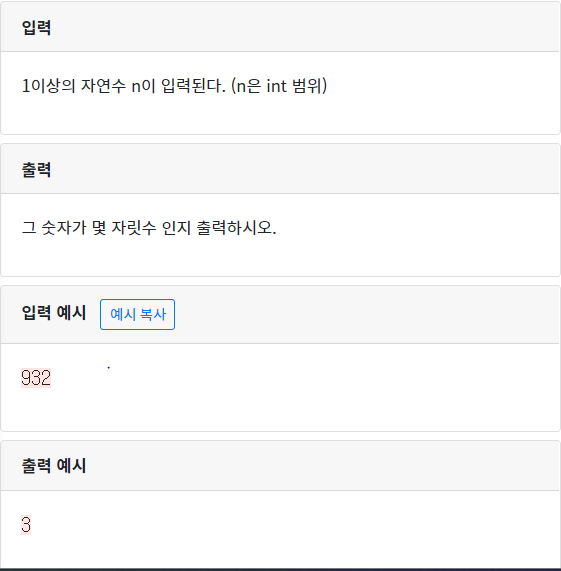 입력
1이상의 자연수 n이 입력된다. (n은 int 범위)
출력
그 숫자가 몇 자릿수 인지 출력하시오.
입력 예시 예시 복사
932
출력 예시
3